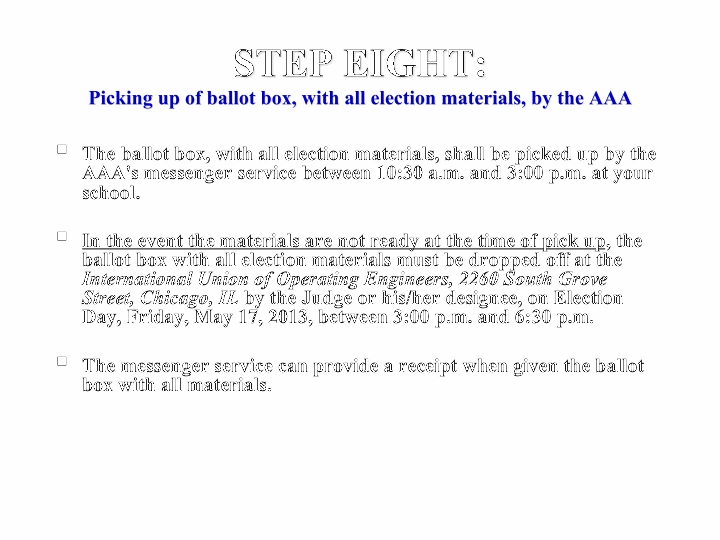 STEP EIGHT:
Picking up of ballot box, with all election materials, by the AAA
The ballot box, with all election materials, shall be picked up by the
AAA's messenger service between 10:30 a.m. and 3:00 p.m. at your
school.
In the event the materials are not ready at the time of pick up, the
ballot box with all election materials must be dropped off at the
International Union of Operating Engineers, 2260 South Grove
Street, Chicago, IL by the Judge or his/her designee, on Election
Day, Friday, May 17, 2013, between 3:00 p.m. and 6:30 p.m.
The messenger service can provide a receipt when given the ballot
box with all materials.